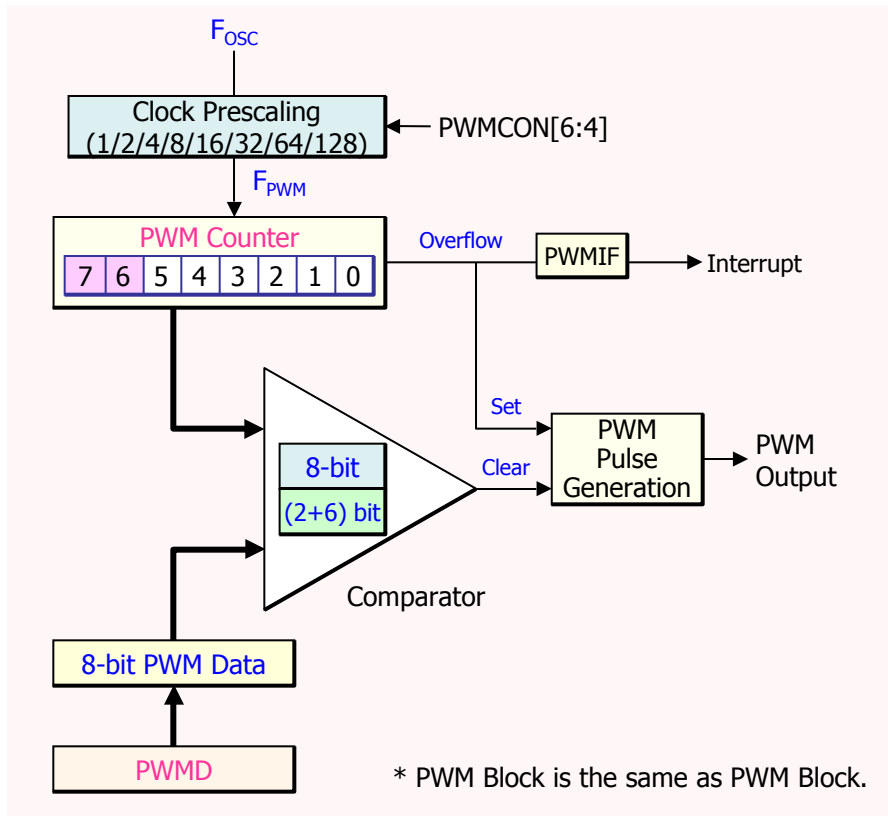 FOSC
Clock Prescaling
(1/2/4/8/16/32/64/128)
PWMCON[6:4]
FPWM
PWM Counter
7 6 5 4 3 2 1 0
Overflow
PWMIF
Interrupt
Set
8-bit
(2+6) bit
Clear
PWM
Pulse
Generation
PWM
Output
Comparator
8-bit PWM Data
PWMD
* PWM Block is the same as PWM Block.